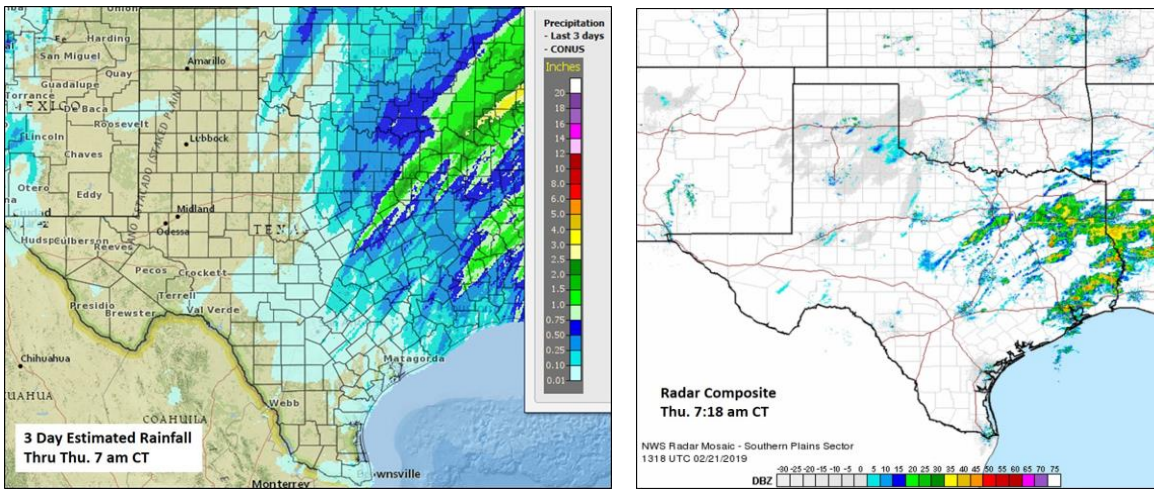 Harding
San Miguel
Amarillo
Quay
Guadalupe
Torrance
De Baca
MEXICO
Roosevelt
Lincoln
Lubbock
Chaves
LLANO ESTACADO (STAKED PLAIN)
Otero
Eddy
Midland
Odessa
TEXAS
Culberson
Reeves
Pecos
Crockett
Terrell
Presidio
Brewster
Val Verde
Chihuahua
Matagorda
Webb
COAHUILA
Monterrey
3 Day Estimated Rainfall
Thru Thu. 7 am CT
Precipitation
- Last 3 days
- CONUS
Inches
20
18
16
14
12
10
8.0
6.0
5.0
4.0
3.0
2.5
2.0
1.5
1.0
0.75
0.50
0.25
0.10
0.01
Radar Composite
Thu. 7:18 am CT
NWS Radar Mosaic - Southern Plains Sector
1318 UTC 02/21/2019
DBZ
-30 -25 -20 -15 -10 -5 0 5 10 15 20 25 30 35 40 45 50 55 60 65 70 75